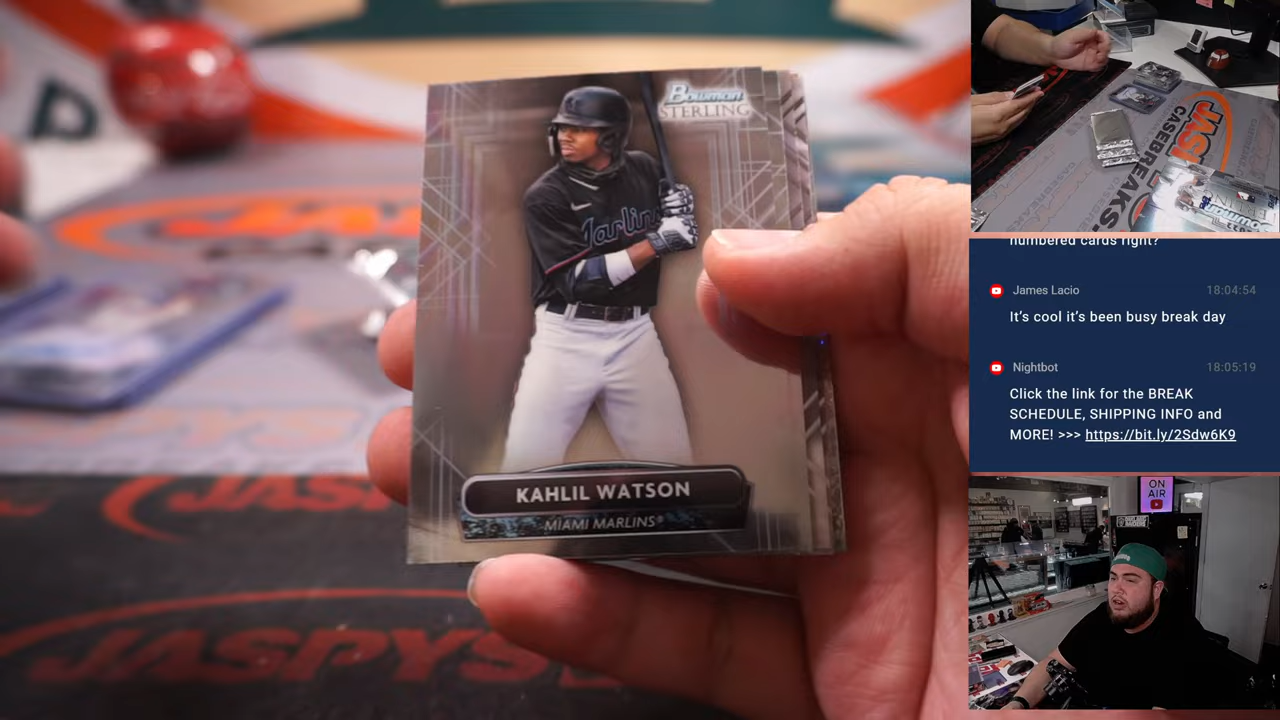 Bowman
STERLING
Marlins
KAHLIL WATSON
MIAMI MARLINS®
JASPYS
JASPY
CASEBREAKS
numbered cards right?
James Lacio 18:04:54
It’s cool it’s been busy break day
Nightbot 18:05:19
Click the link for the BREAK
SCHEDULE, SHIPPING INFO and
MORE! >>> https://bit.ly/2Sdw6K9
ON
AIR